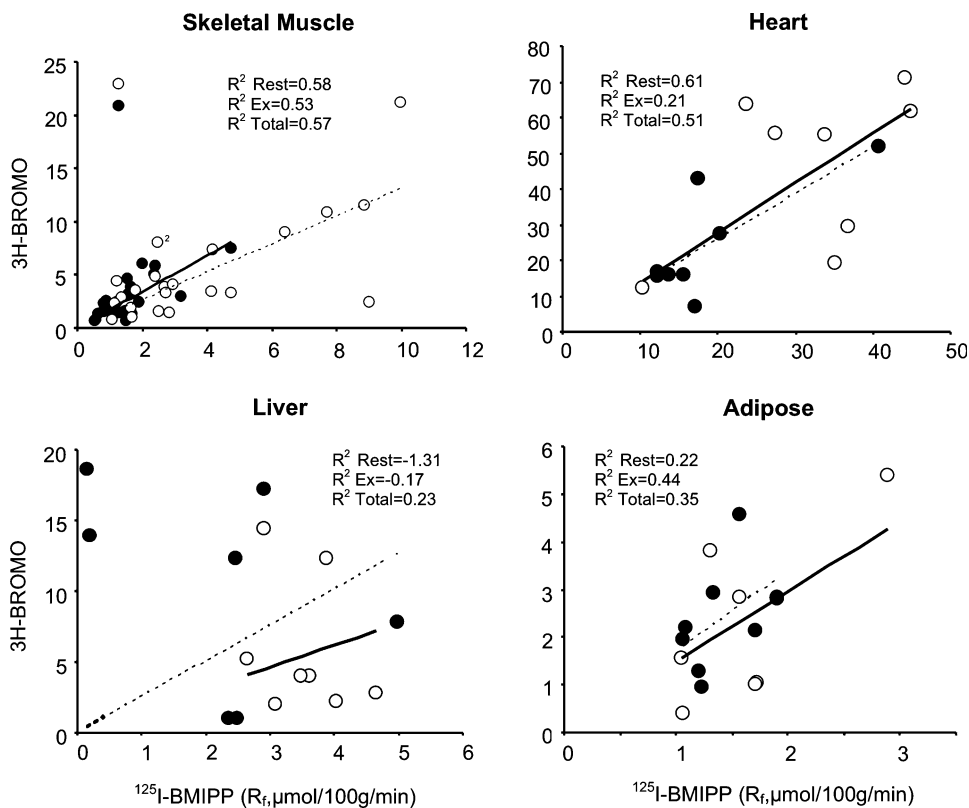 Skeletal Muscle
25
20
15
10
5
0
3H-BROMO
R² Rest=0.58
R² Ex=0.53
R² Total=0.57
2
0 2 4 6 8 10 12
Heart
80
70
60
50
40
30
20
10
0
R² Rest=0.61
R² Ex=0.21
R² Total=0.51
0 10 20 30 40 50
Liver
20
15
10
5
0
3H-BROMO
R² Rest=-1.31
R² Ex=-0.17
R² Total=0.23
0 1 2 3 4 5 6
¹²⁵I-BMIPP (Rf,µmol/100g/min)
Adipose
6
5
4
3
2
1
0
R² Rest=0.22
R² Ex=0.44
R² Total=0.35
0 1 2 3
¹²⁵I-BMIPP (Rf,µmol/100g/min)